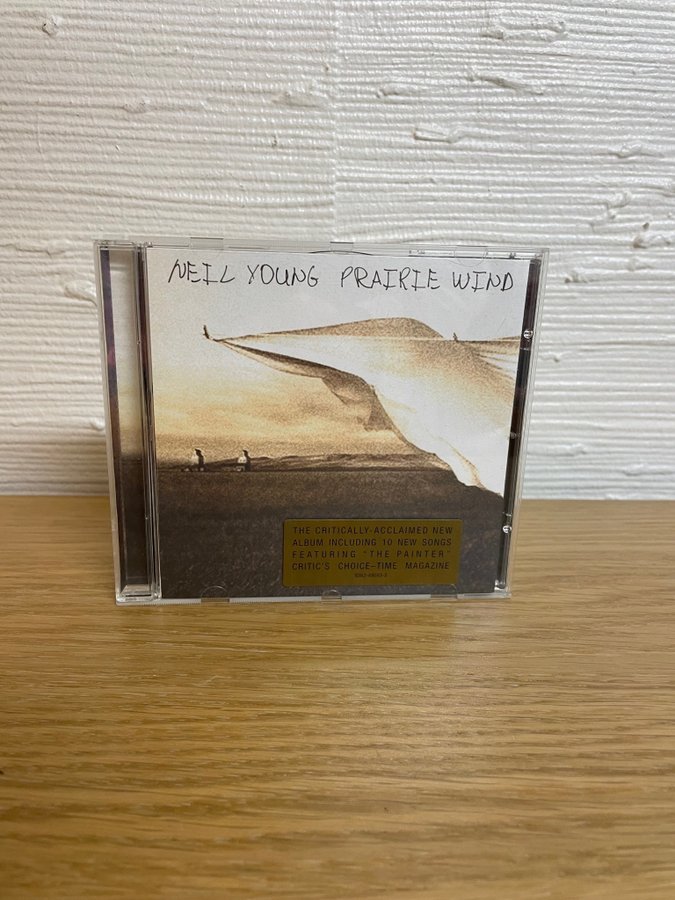 NEIL YOUNG PRAIRIE WIND
THE CRITICALLY-ACCLAIMED NEW
ALBUM INCLUDING 10 NEW SONGS
FEATURING "THE PAINTER"
CRITIC'S CHOICE–TIME MAGAZINE